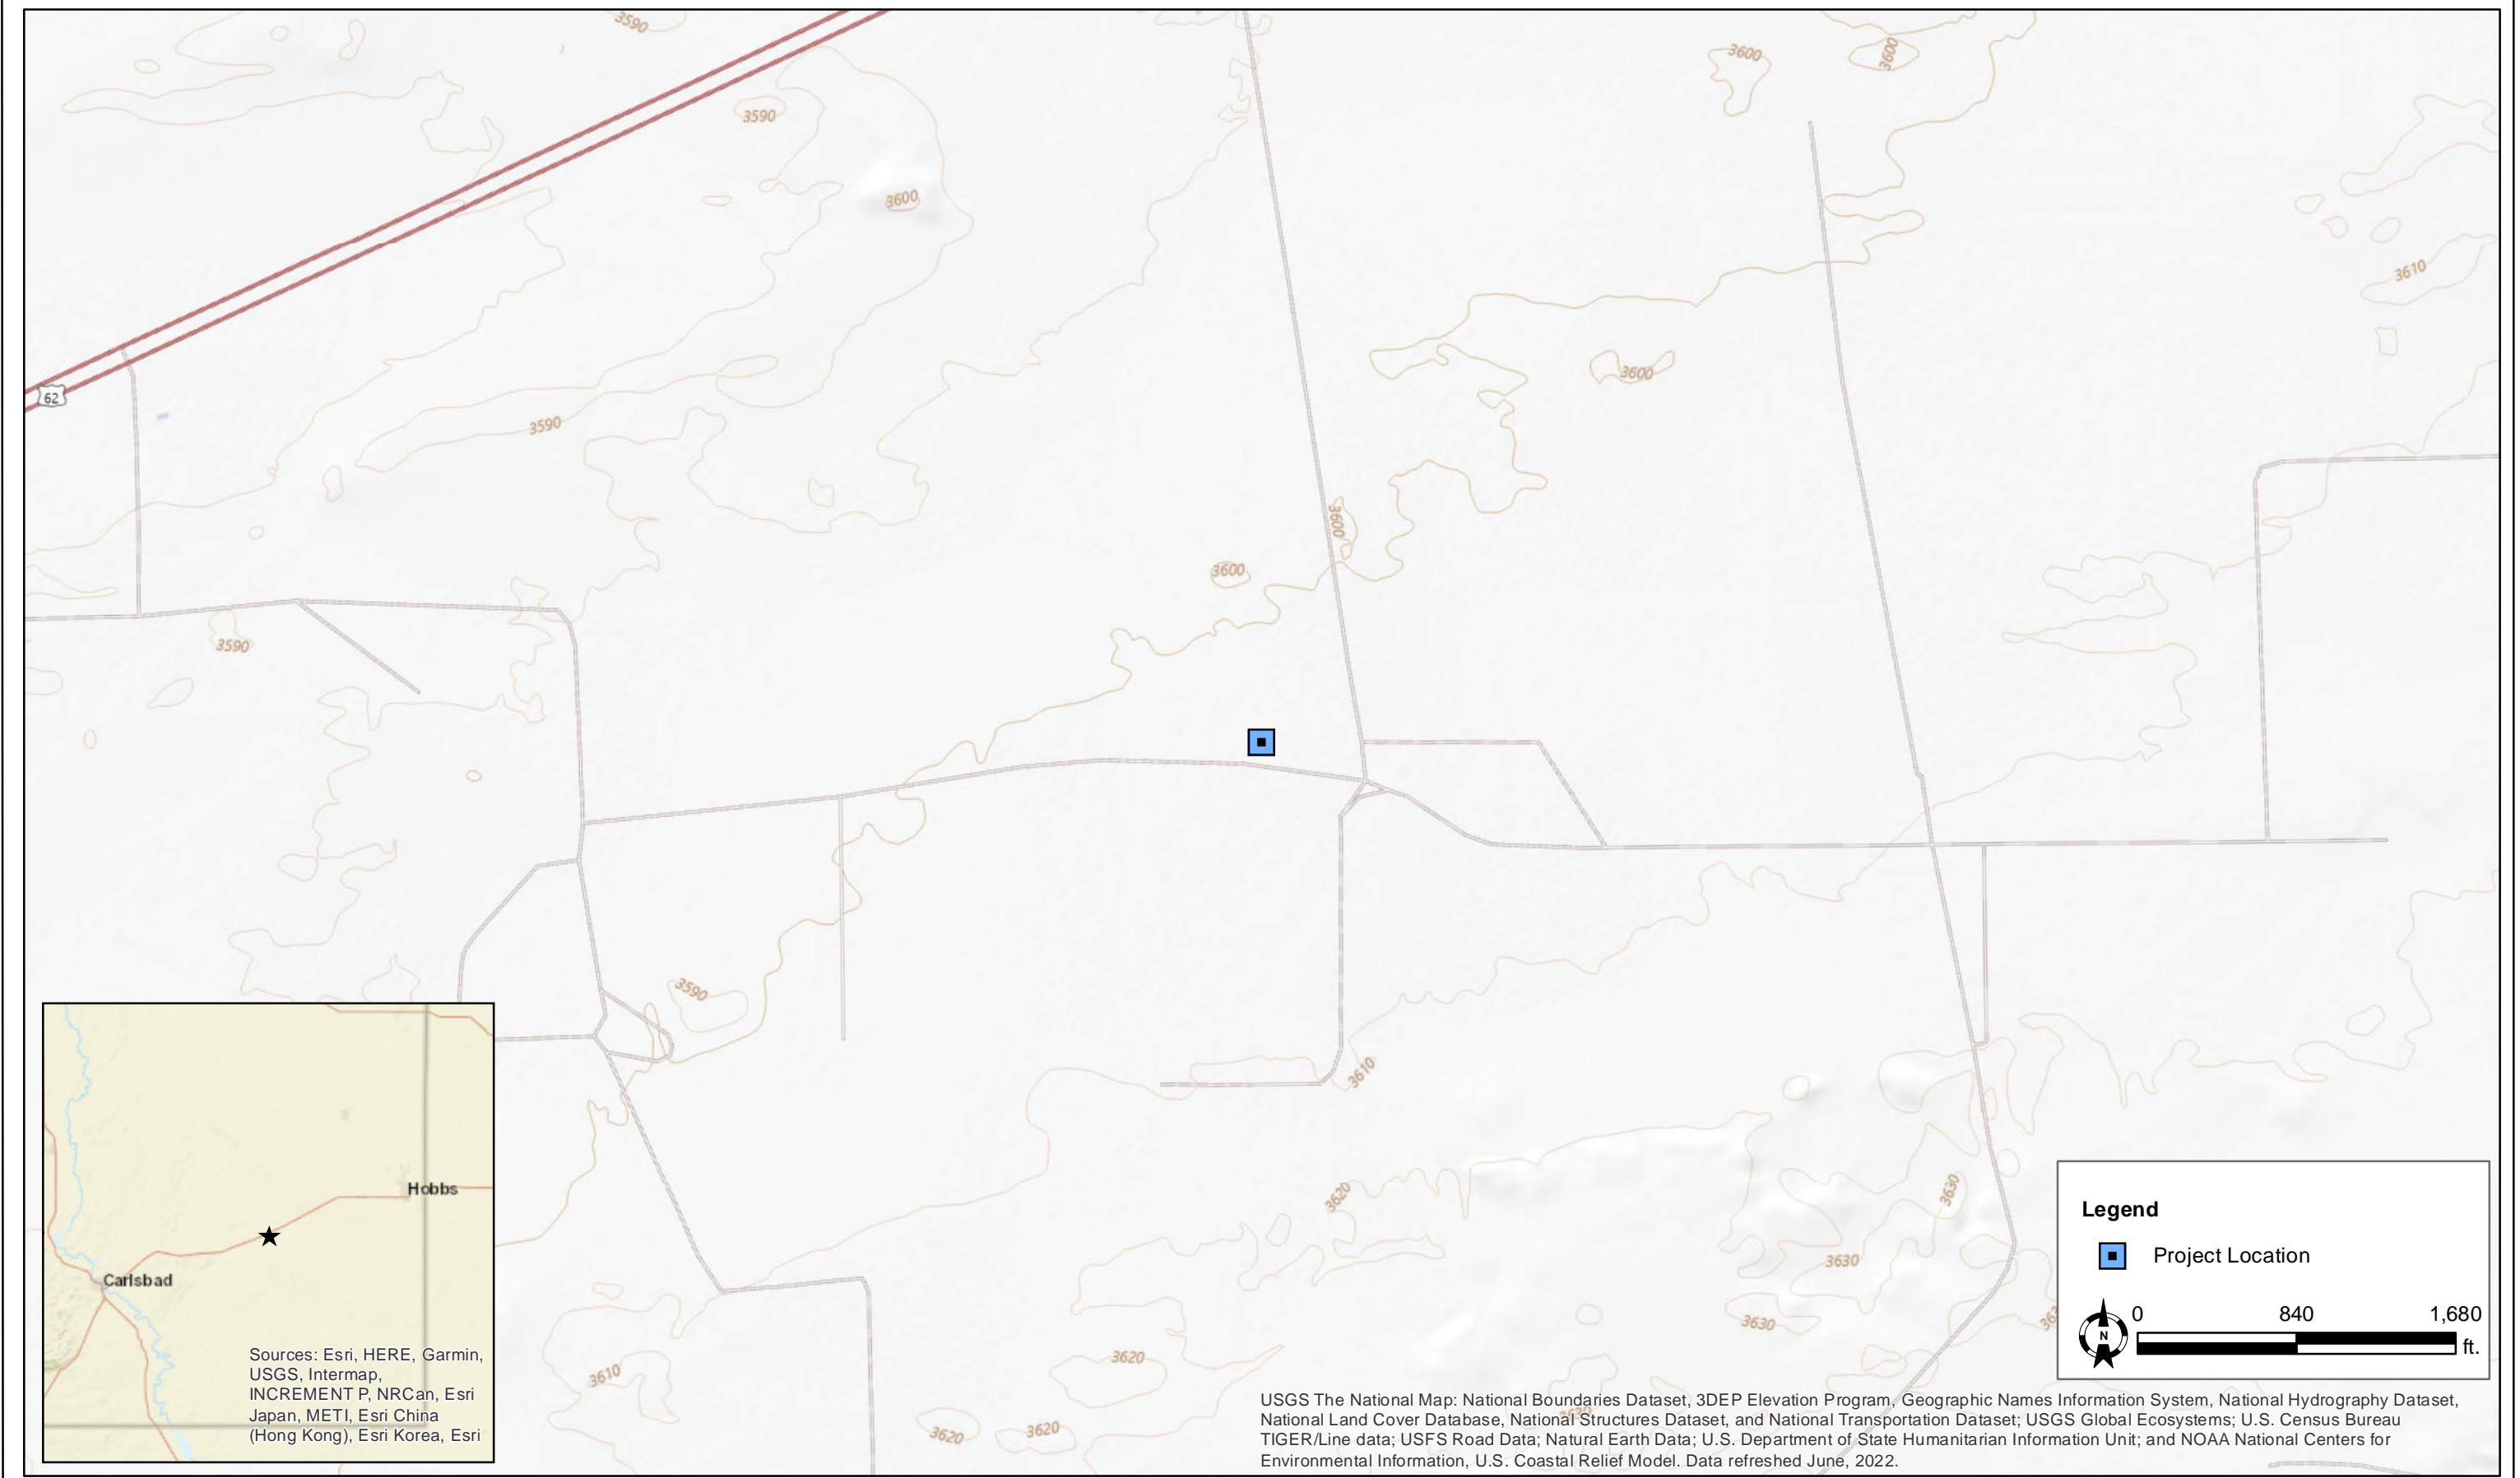 3590
3600
3600
3590
3600
3610
3600
62
3590
3600
3600
3590
3590
3610
3620
3630
3630
3630
3620
3610
3620
3620
Hobbs
Carlsbad
Sources: Esri, HERE, Garmin,
USGS, Intermap,
INCREMENT P, NRCan, Esri
Japan, METI, Esri China
(Hong Kong), Esri Korea, Esri
Legend
Project Location
N
0 840 1,680
ft.
USGS The National Map: National Boundaries Dataset, 3DEP Elevation Program, Geographic Names Information System, National Hydrography Dataset,
National Land Cover Database, National Structures Dataset, and National Transportation Dataset; USGS Global Ecosystems; U.S. Census Bureau
TIGER/Line data; USFS Road Data; Natural Earth Data; U.S. Department of State Humanitarian Information Unit; and NOAA National Centers for
Environmental Information, U.S. Coastal Relief Model. Data refreshed June, 2022.